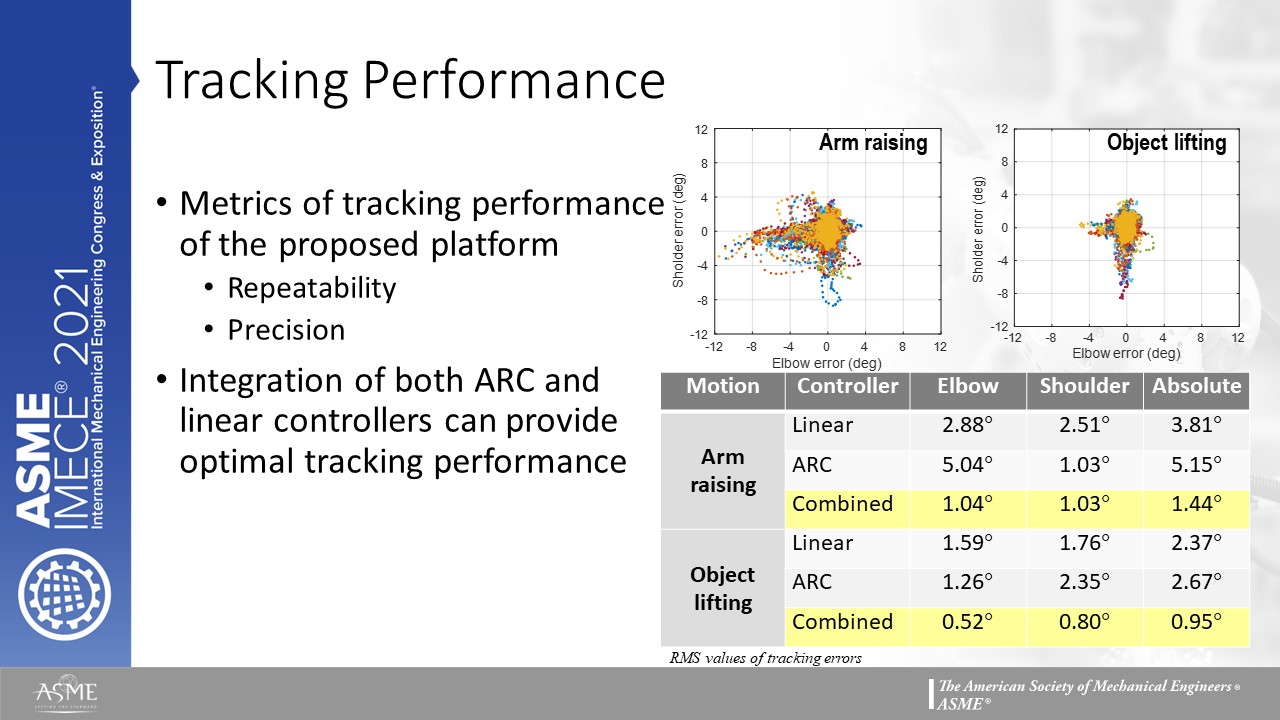 Tracking Performance
• Metrics of tracking performance
of the proposed platform
• Repeatability
• Precision
• Integration of both ARC and
linear controllers can provide
optimal tracking performance
Arm raising
12
8
4
0
-4
-8
-12
-12 -8 -4 0 4 8 12
Sholder error (deg)
Elbow error (deg)
Object lifting
12
8
4
0
-4
-8
-12
-12 -8 -4 0 4 8 12
Sholder error (deg)
Elbow error (deg)
Motion Controller Elbow Shoulder Absolute
Arm
raising
Linear 2.88° 2.51° 3.81°
ARC 5.04° 1.03° 5.15°
Combined 1.04° 1.03° 1.44°
Object
lifting
Linear 1.59° 1.76° 2.37°
ARC 1.26° 2.35° 2.67°
Combined 0.52° 0.80° 0.95°
RMS values of tracking errors
ASME
IMECE® 2021
International Mechanical Engineering Congress & Exposition®
ASME
SETTING THE STANDARD
The American Society of Mechanical Engineers®
ASME®